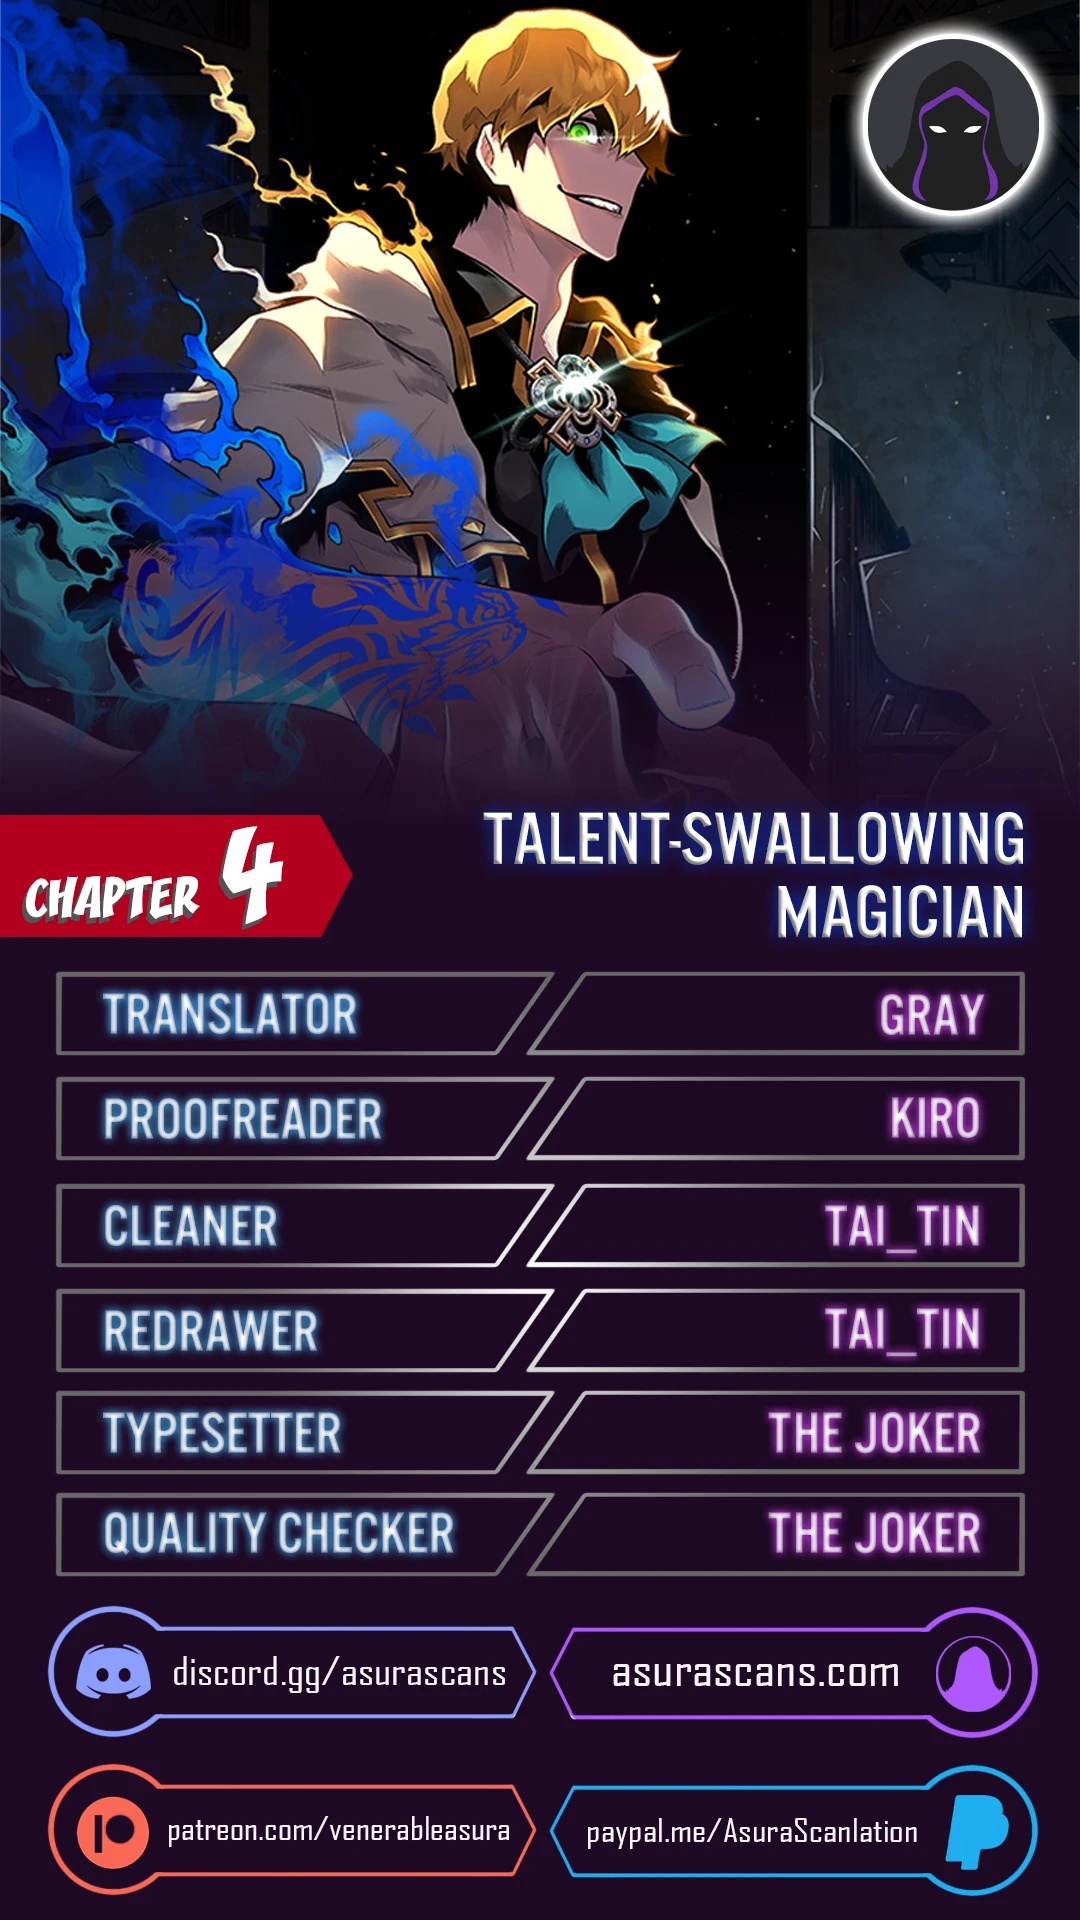 CHAPTER 4
TALENT-SWALLOWING
MAGICIAN
TRANSLATOR GRAY
PROOFREADER KIRO
CLEANER TAI_TIN
REDRAWER TAI_TIN
TYPESETTER THE JOKER
QUALITY CHECKER THE JOKER
discord.gg/asurascans asurascans.com
patreon.com/venerableasura paypal.me/AsuraScanlation